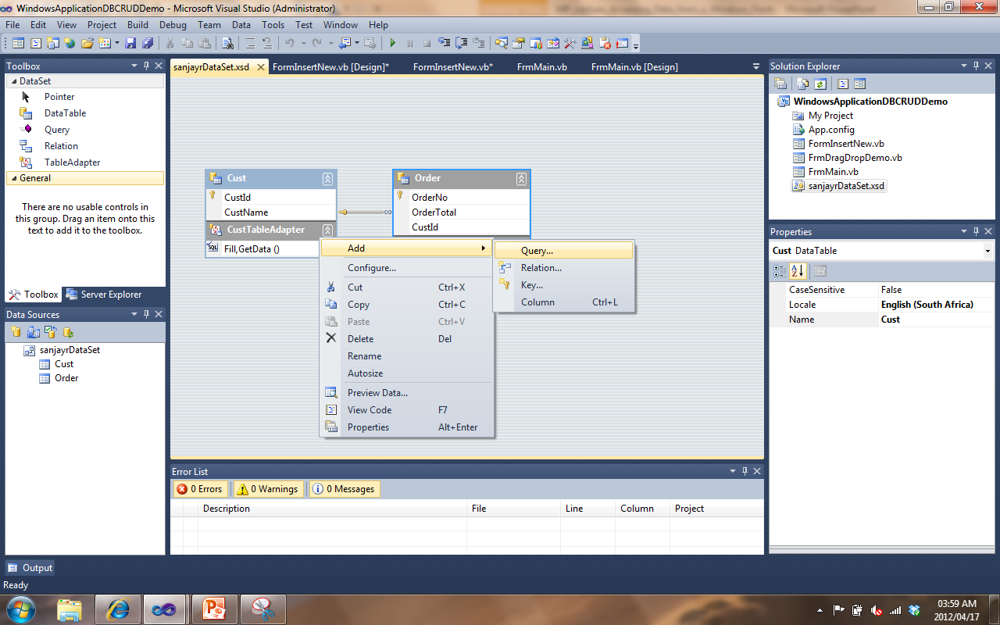 WindowsApplicationDBCRUDDemo - Microsoft Visual Studio (Administrator)
File Edit View Project Build Debug Team Data Tools Test Window Help
Toolbox
DataSet
Pointer
DataTable
Query
Relation
TableAdapter
General
There are no usable controls in
this group. Drag an item onto this
text to add it to the toolbox.
Toolbox Server Explorer
Data Sources
sanjayrDataSet
Cust
Order
sanjayrDataSet.xsd FormInsertNew.vb [Design]* FormInsertNew.vb* FrmMain.vb FrmMain.vb [Design]
Cust
CustId
CustName
CustTableAdapter
SQL Fill,GetData ()
Order
OrderNo
OrderTotal
CustId
Add
Configure...
Cut Ctrl+X
Copy Ctrl+C
Paste Ctrl+V
Delete Del
Rename
Autosize
Preview Data...
View Code F7
Properties Alt+Enter
Query...
Relation...
Key...
Column Ctrl+L
Error List
0 Errors 0 Warnings 0 Messages
Description File Line Column Project
Solution Explorer
WindowsApplicationDBCRUDDemo
My Project
App.config
FormInsertNew.vb
FrmDragDropDemo.vb
FrmMain.vb
sanjayrDataSet.xsd
Properties
Cust DataTable
CaseSensitive False
Locale English (South Africa)
Name Cust
Output
Ready
03:59 AM
2012/04/17